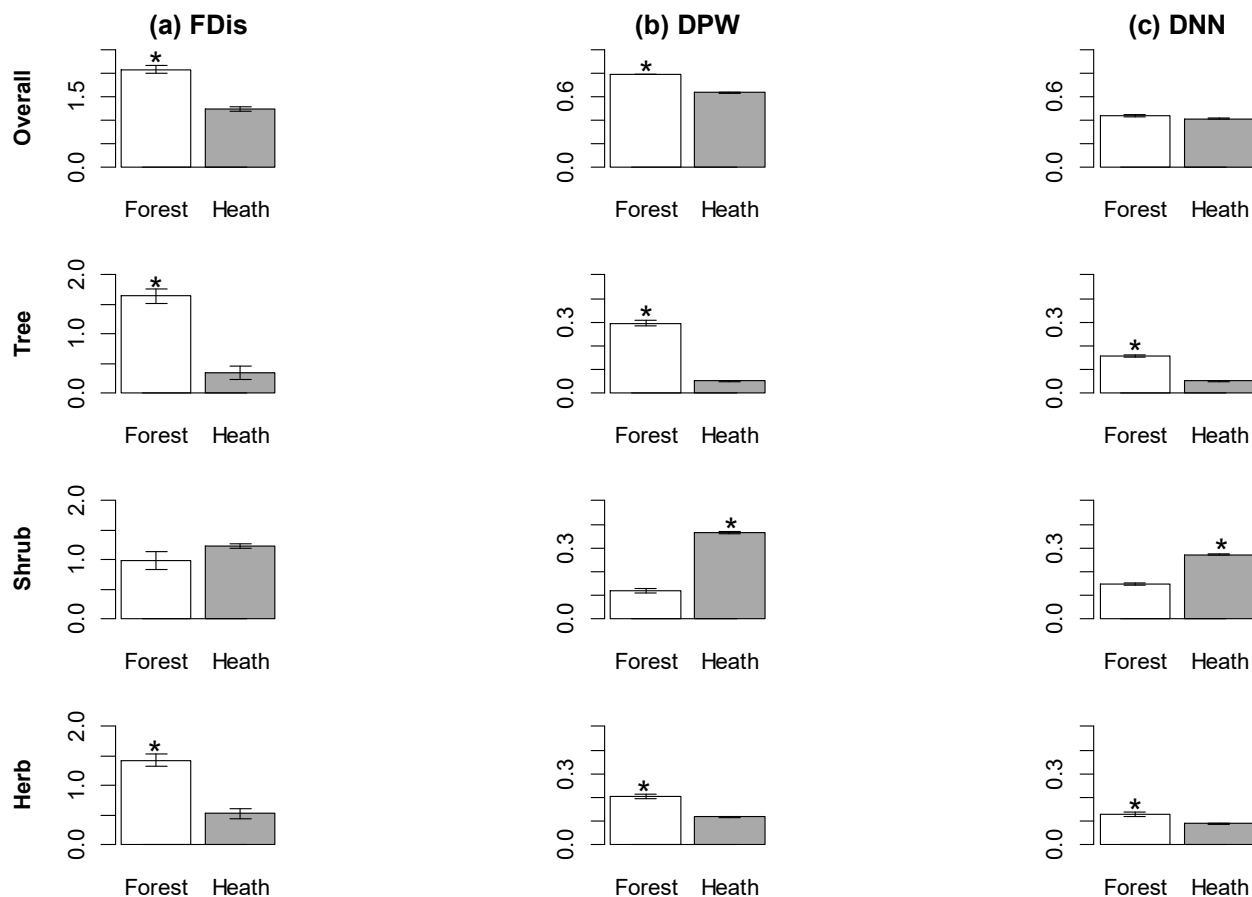 (a) FDis (b) DPW (c) DNN
Overall
0.0 1.5
*
Forest Heath
0.0 0.6
*
Forest Heath
0.0 0.6
Forest Heath
Tree
0.0 1.0 2.0
*
Forest Heath
0.0 0.3
*
Forest Heath
0.0 0.3
*
Forest Heath
Shrub
0.0 1.0 2.0
Forest Heath
0.0 0.3
*
Forest Heath
0.0 0.3
*
Forest Heath
Herb
0.0 1.0 2.0
*
Forest Heath
0.0 0.3
*
Forest Heath
0.0 0.3
*
Forest Heath